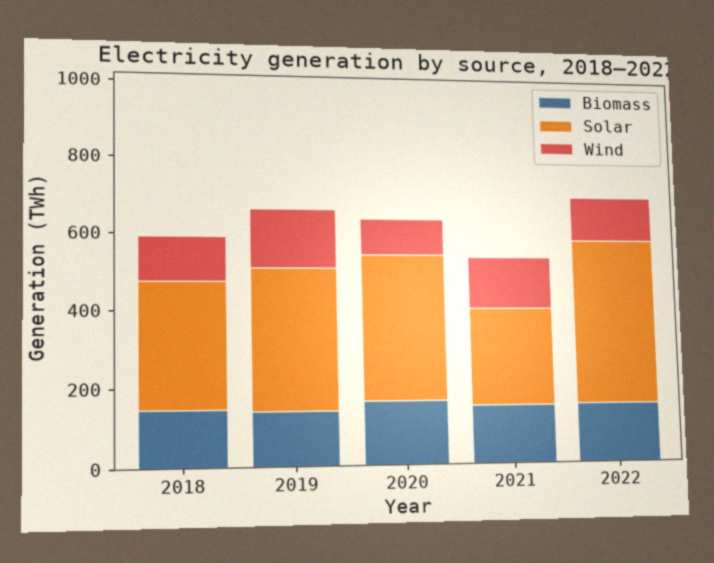 Electricity generation by source, 2018–202
1000
800
600
400
200
0
Generation (TWh)
Biomass
Solar
Wind
2018 2019 2020 2021 2022
Year